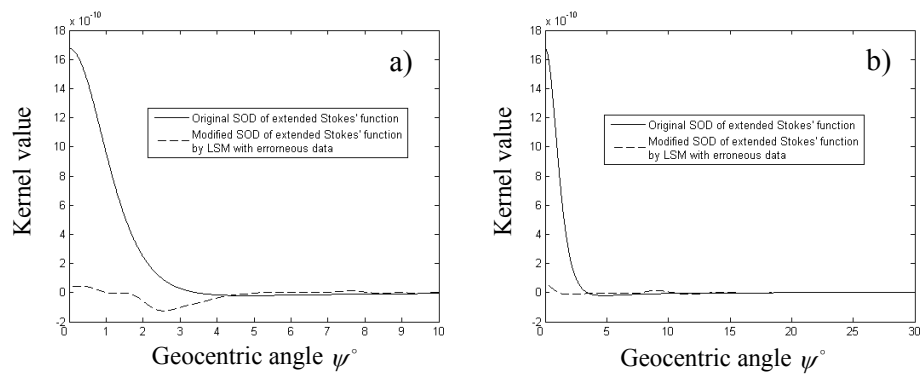 x 10⁻¹⁰
18
16
14
12
10
8
6
4
2
0
-2
0 1 2 3 4 5 6 7 8 9 10
Kernel value
Geocentric angle ψ°
a)
Original SOD of extended Stokes' function
Modified SOD of extended Stokes' function
by LSM with erroneous data
x 10⁻¹⁰
18
16
14
12
10
8
6
4
2
0
-2
0 5 10 15 20 25 30
Kernel value
Geocentric angle ψ°
b)
Original SOD of extended Stokes' function
Modified SOD of extended Stokes' function
by LSM with erroneous data